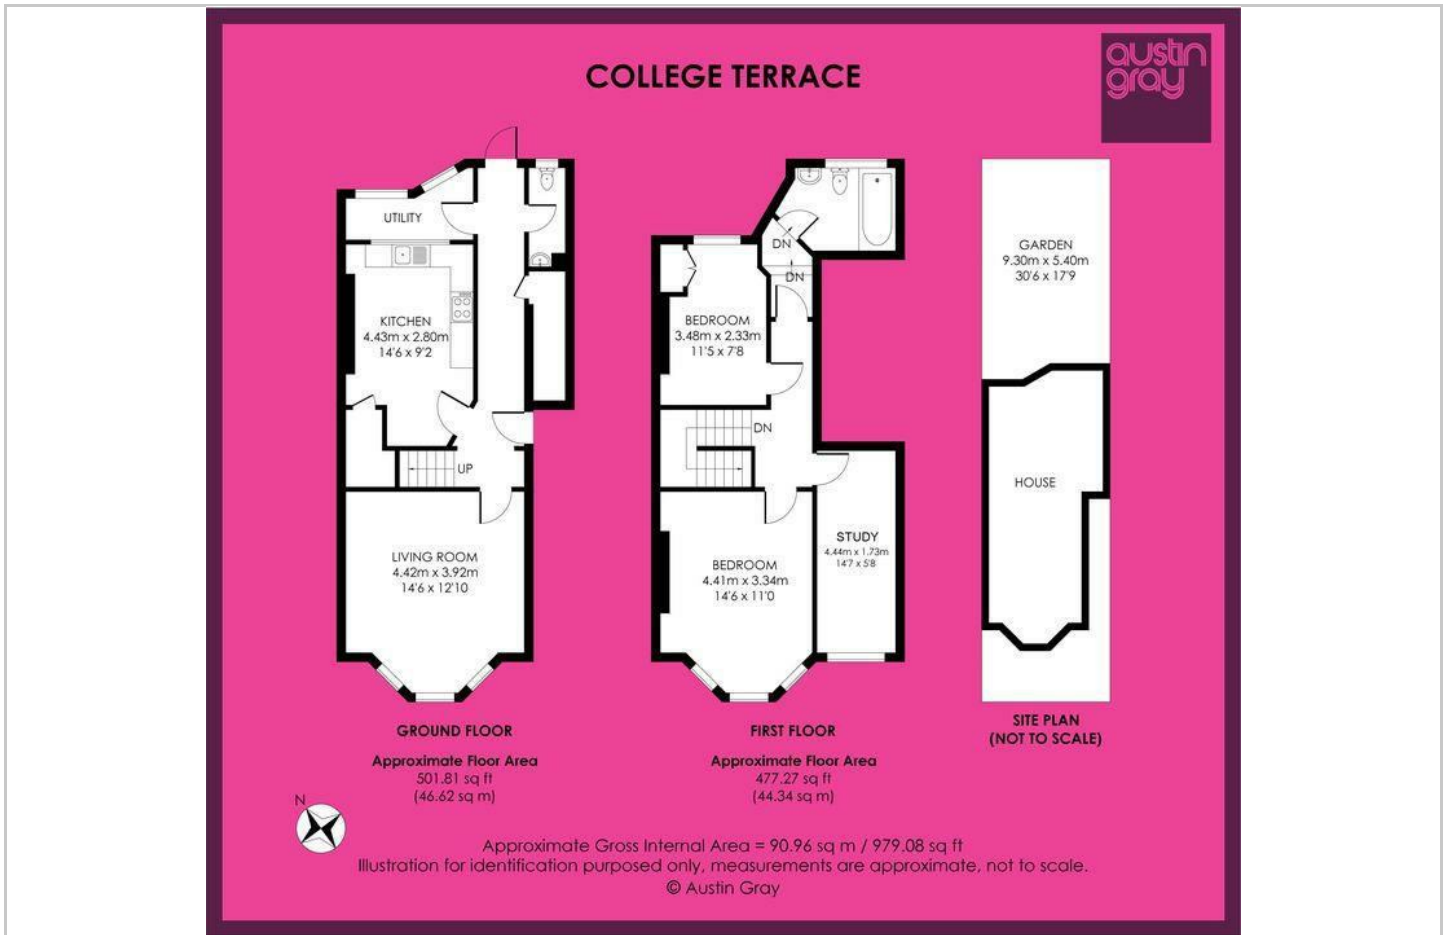 COLLEGE TERRACE
austin
gray
UTILITY
KITCHEN
4.43m x 2.80m
14'6 x 9'2
UP
LIVING ROOM
4.42m x 3.92m
14'6 x 12'10
GROUND FLOOR
Approximate Floor Area
501.81 sq ft
(46.62 sq m)
DN
DN
BEDROOM
3.48m x 2.33m
11'5 x 7'8
DN
BEDROOM
4.41m x 3.34m
14'6 x 11'0
STUDY
4.44m x 1.73m
14'7 x 5'8
FIRST FLOOR
Approximate Floor Area
477.27 sq ft
(44.34 sq m)
GARDEN
9.30m x 5.40m
30'6 x 17'9
HOUSE
SITE PLAN
(NOT TO SCALE)
N
Approximate Gross Internal Area = 90.96 sq m / 979.08 sq ft
Illustration for identification purposed only, measurements are approximate, not to scale.
© Austin Gray